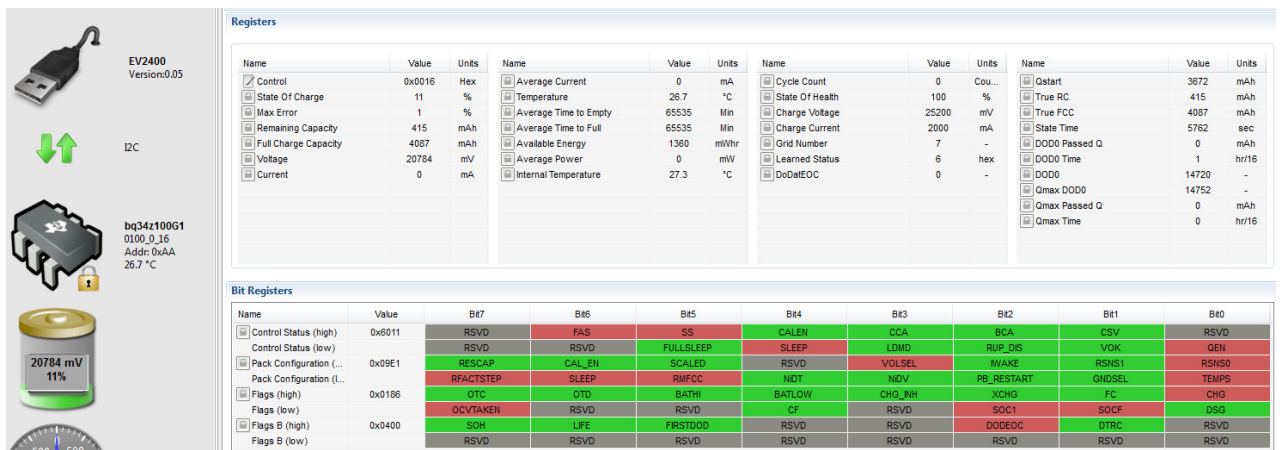 EV2400
Version:0.05
I2C
bq34z100G1
0100_0_16
Addr: 0xAA
26.7 °C
20784 mV
11%
Registers
Name Value Units
Control 0x0016 Hex
State Of Charge 11 %
Max Error 1 %
Remaining Capacity 415 mAh
Full Charge Capacity 4087 mAh
Voltage 20784 mV
Current 0 mA
Name Value Units
Average Current 0 mA
Temperature 26.7 °C
Average Time to Empty 65535 Min
Average Time to Full 65535 Min
Available Energy 1360 mWhr
Average Power 0 mW
Internal Temperature 27.3 °C
Name Value Units
Cycle Count 0 Cou...
State Of Health 100 %
Charge Voltage 25200 mV
Charge Current 2000 mA
Grid Number 7 -
Learned Status 6 hex
DoDatEOC 0 -
Name Value Units
Qstart 3672 mAh
True RC 415 mAh
True FCC 4087 mAh
State Time 5762 sec
DOD0 Passed Q 0 mAh
DOD0 Time 1 hr/16
DOD0 14720 -
Qmax DOD0 14752 -
Qmax Passed Q 0 mAh
Qmax Time 0 hr/16
Bit Registers
Name Value Bit7 Bit6 Bit5 Bit4 Bit3 Bit2 Bit1 Bit0
Control Status (high) 0x6011 RSVD FAS SS CALEN CCA BCA CSV RSVD
Control Status (low) RSVD RSVD FULLSLEEP SLEEP LDMD RUP_DIS VOK QEN
Pack Configuration (... 0x09E1 RESCAP CAL_EN SCALED RSVD VOLSEL IWAKE RSNS1 RSNS0
Pack Configuration (l... RFACTSTEP SLEEP RMFCC NiDT NiDV PB_RESTART GNDSEL TEMPS
Flags (high) 0x0186 OTC OTD BATHI BATLOW CHG_INH XCHG FC CHG
Flags (low) OCVTAKEN RSVD RSVD CF RSVD SOC1 SOCF DSG
Flags B (high) 0x0400 SOH LIFE FIRSTDOD RSVD RSVD DODEOC DTRC RSVD
Flags B (low) RSVD RSVD RSVD RSVD RSVD RSVD RSVD RSVD